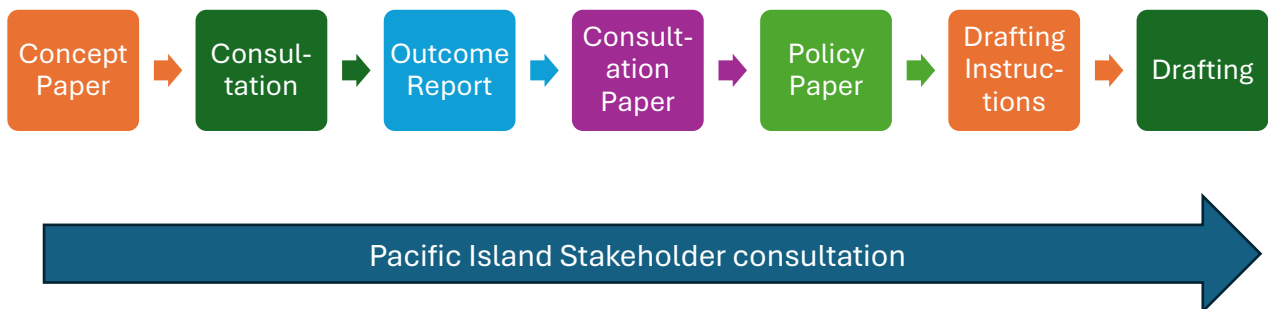 Concept
Paper
Consul-
tation
Outcome
Report
Consult-
ation
Paper
Policy
Paper
Drafting
Instruc-
tions
Drafting
Pacific Island Stakeholder consultation